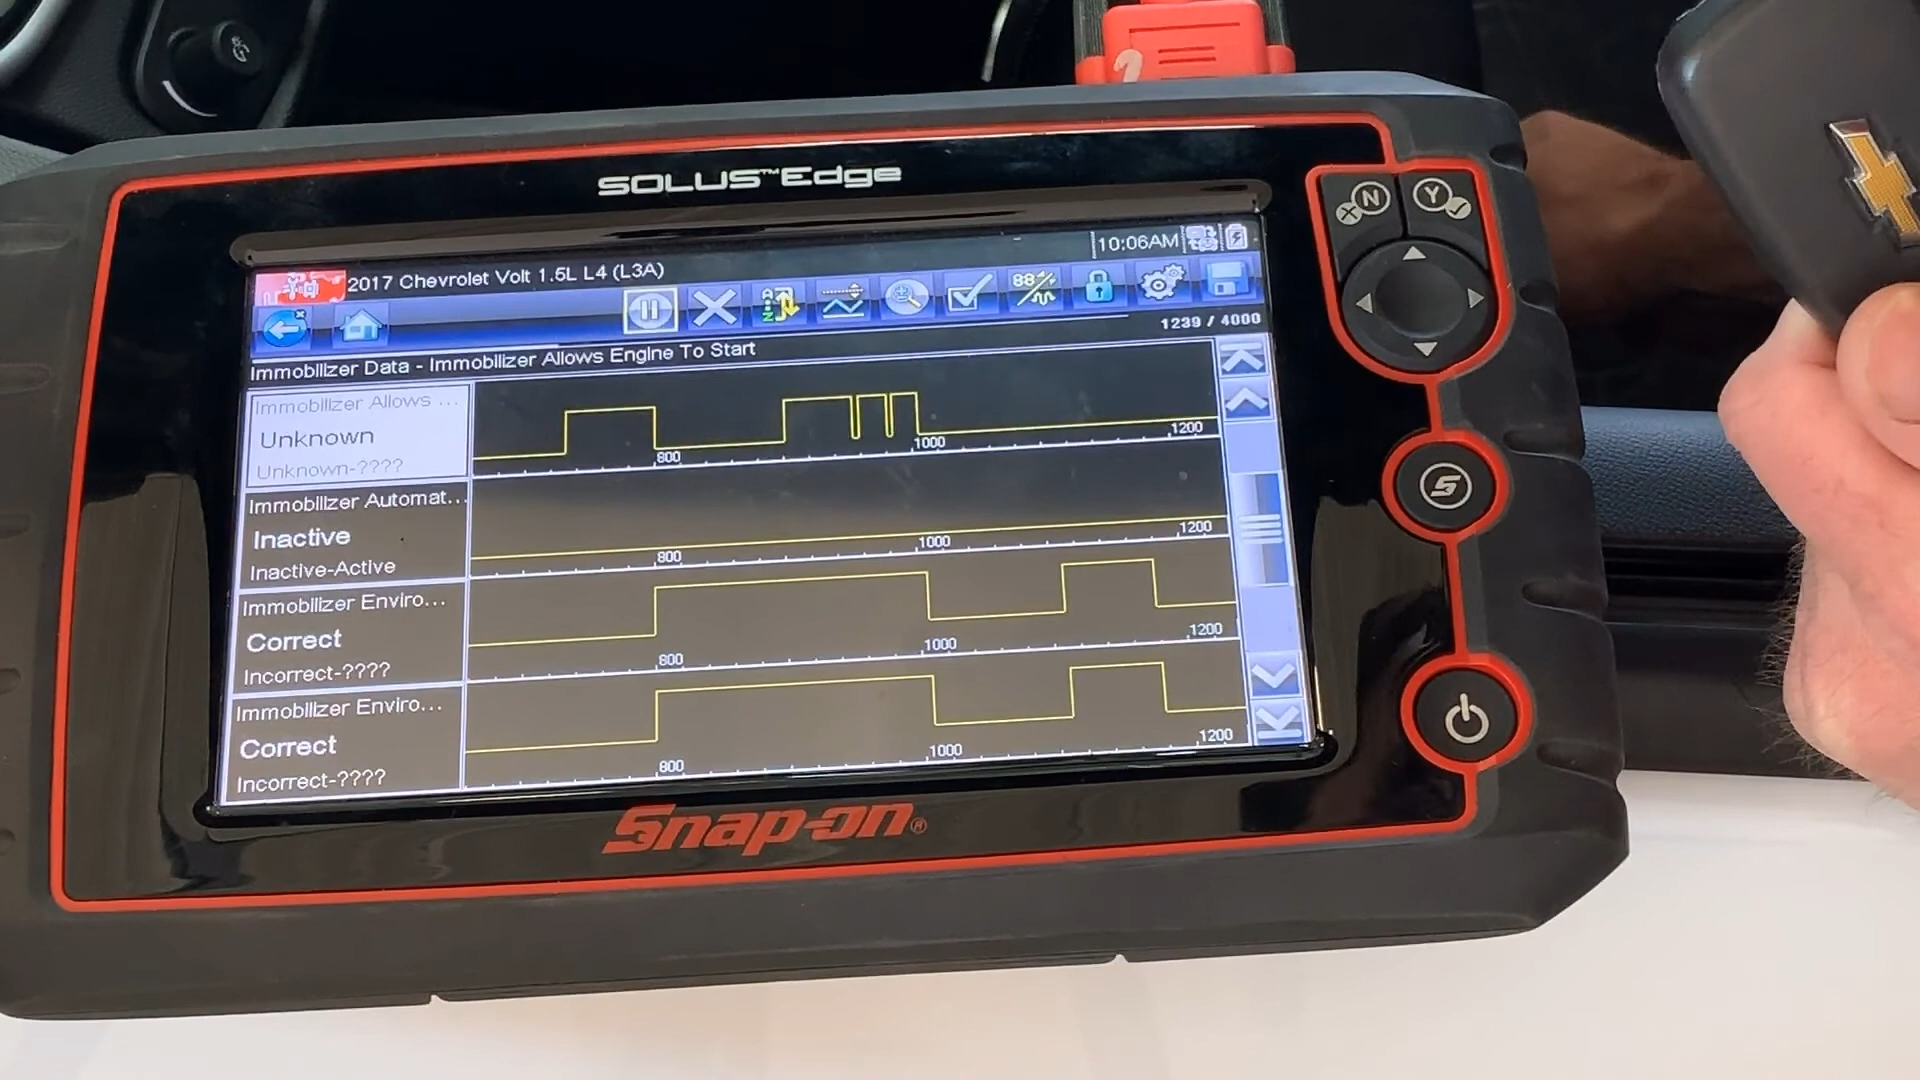 SOLUS™Edge
N Y
10:06AM
2017 Chevrolet Volt 1.5L L4 (L3A)
1239 / 4000
Immobilizer Data - Immobilizer Allows Engine To Start
Immobilizer Allows ...
Unknown
Unknown-????
800 1000 1200
Immobilizer Automat...
Inactive
Inactive-Active
800 1000 1200
Immobilizer Enviro...
Correct
Incorrect-????
800 1000 1200
Immobilizer Enviro...
Correct
Incorrect-????
800 1000 1200
S
Snap-on®